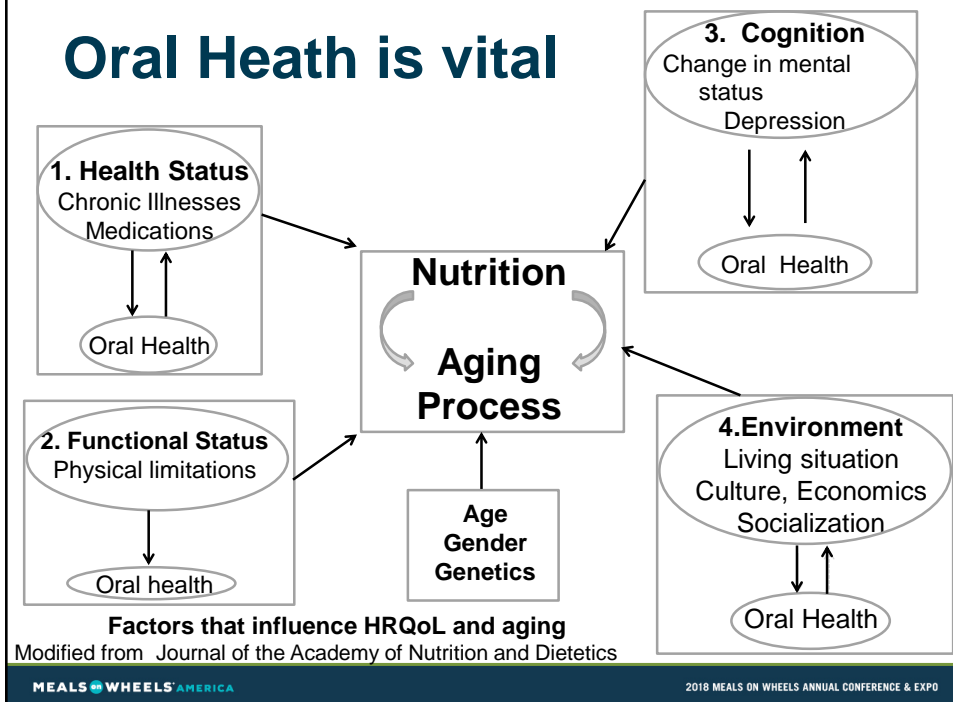 Oral Heath is vital
1. Health Status
Chronic Illnesses
Medications
Oral Health
2. Functional Status
Physical limitations
Oral health
3. Cognition
Change in mental
status
Depression
Oral Health
Nutrition
Aging
Process
Age
Gender
Genetics
4.Environment
Living situation
Culture, Economics
Socialization
Oral Health
Factors that influence HRQoL and aging
Modified from Journal of the Academy of Nutrition and Dietetics
MEALS on WHEELS AMERICA
2018 MEALS ON WHEELS ANNUAL CONFERENCE & EXPO